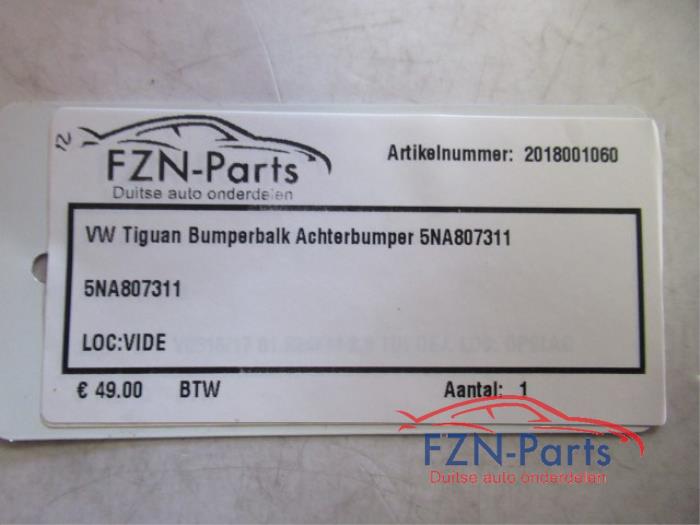 12
FZN-Parts
Duitse auto onderdelen
Artikelnummer: 2018001060
VW Tiguan Bumperbalk Achterbumper 5NA807311
5NA807311
LOC:VIDE
€ 49.00 BTW Aantal: 1
FZN-Parts
Duitse auto onderdelen